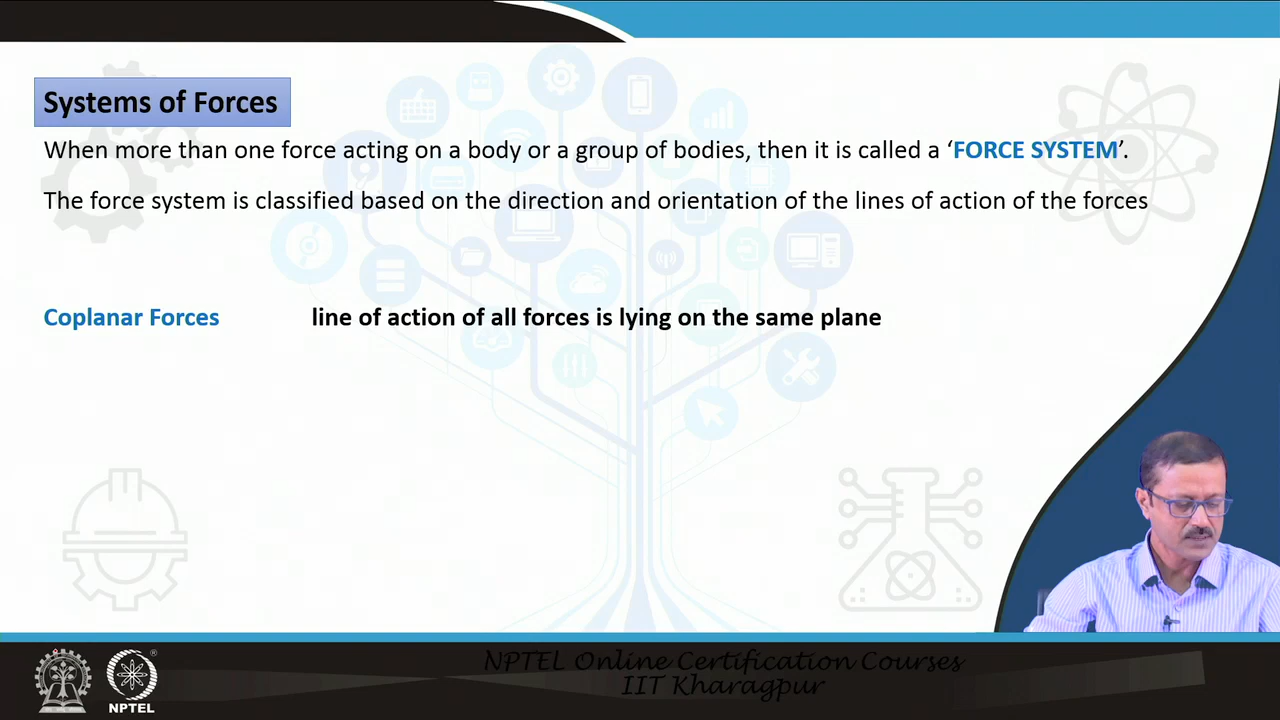 Systems of Forces
When more than one force acting on a body or a group of bodies, then it is called a ‘FORCE SYSTEM’.
The force system is classified based on the direction and orientation of the lines of action of the forces
Coplanar Forces line of action of all forces is lying on the same plane
NPTEL Online Certification Courses
IIT Kharagpur
NPTEL